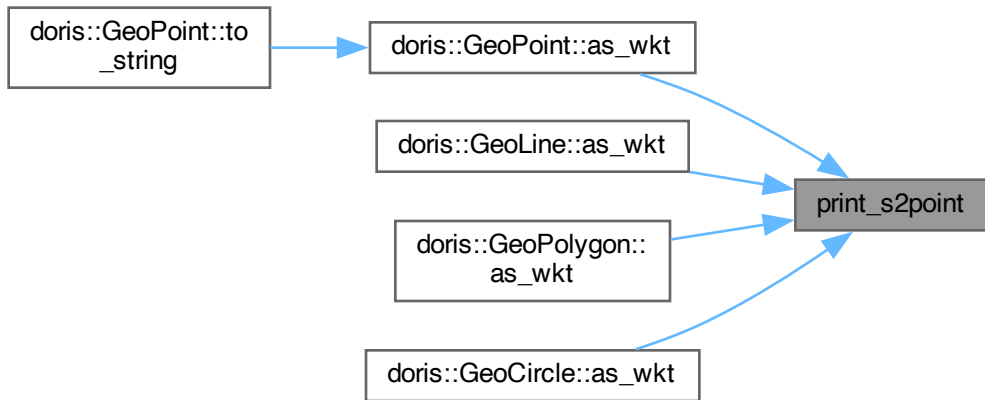 doris::GeoPoint::to
_string
doris::GeoPoint::as_wkt
doris::GeoLine::as_wkt
doris::GeoPolygon::
as_wkt
doris::GeoCircle::as_wkt
print_s2point